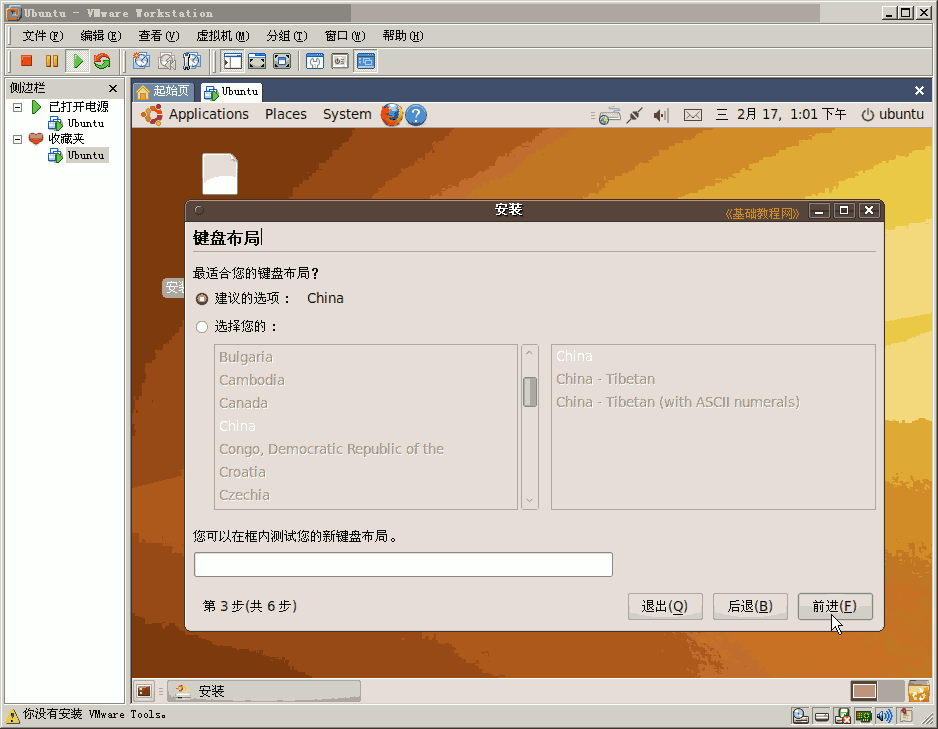 Ubuntu - VMware Workstation
文件(F) 编辑(E) 查看(V) 虚拟机(M) 分组(T) 窗口(W) 帮助(H)
侧边栏
已打开电源
Ubuntu
收藏夹
Ubuntu
起始页 Ubuntu
Applications Places System 三 2月 17, 1:01 下午 ubuntu
安装
安装 《基础教程网》
键盘布局
最适合您的键盘布局?
建议的选项: China
选择您的:
Bulgaria
Cambodia
Canada
China
Congo, Democratic Republic of the
Croatia
Czechia
China
China - Tibetan
China - Tibetan (with ASCII numerals)
您可以在框内测试您的新键盘布局。
第 3 步(共 6 步) 退出(Q) 后退(B) 前进(F)
安装
你没有安装 VMware Tools。